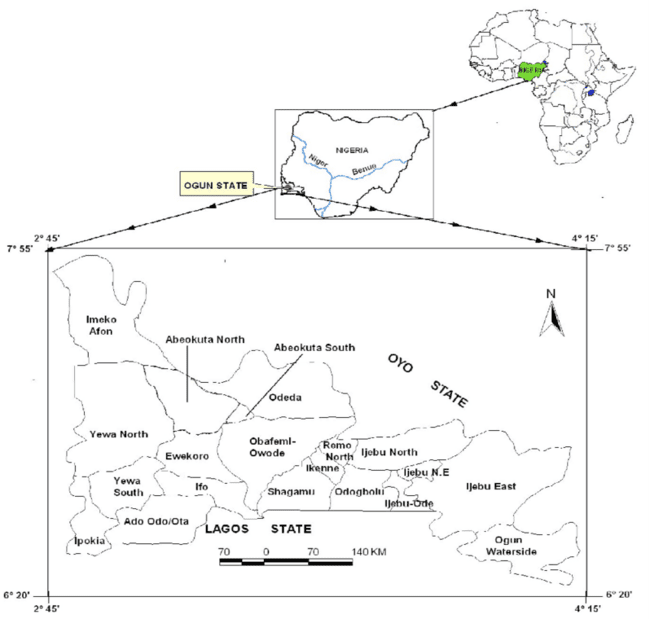 NIGERIA
NIGERIA
Niger
Benue
OGUN STATE
2° 45'
4° 15'
7° 55'
7° 55'
N
Imeko
Afon
Abeokuta North
Abeokuta South
OYO STATE
Odeda
Yewa North
Obafemi-
Owode
Ewekoro
Remo
North
Ijebu North
Ikenne
Ijebu N.E
Yewa
South
Ifo
Shagamu
Odogbolu
Ijebu East
Ijebu-Ode
Ado Odo/Ota
LAGOS STATE
Ipokia
Ogun
Waterside
70 0 70 140 KM
6° 20'
6° 20'
2° 45'
4° 15'